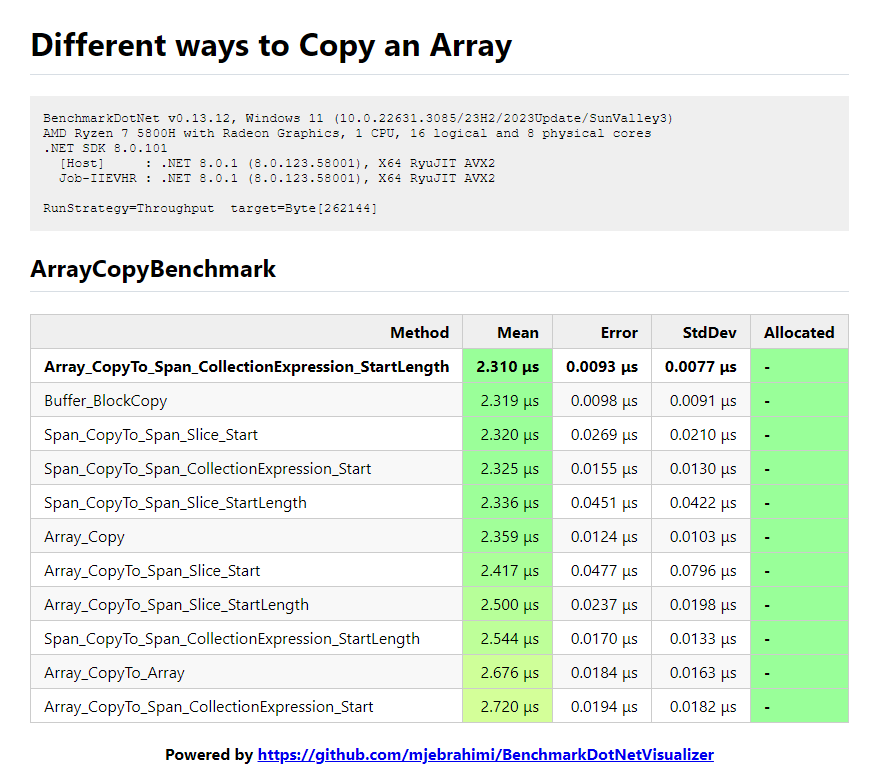 Different ways to Copy an Array
BenchmarkDotNet v0.13.12, Windows 11 (10.0.22631.3085/23H2/2023Update/SunValley3)
AMD Ryzen 7 5800H with Radeon Graphics, 1 CPU, 16 logical and 8 physical cores
.NET SDK 8.0.101
[Host]     : .NET 8.0.1 (8.0.123.58001), X64 RyuJIT AVX2
Job-IIEVHR : .NET 8.0.1 (8.0.123.58001), X64 RyuJIT AVX2
RunStrategy=Throughput  target=Byte[262144]
ArrayCopyBenchmark
Method Mean Error StdDev Allocated
Array_CopyTo_Span_CollectionExpression_StartLength 2.310 μs 0.0093 μs 0.0077 μs -
Buffer_BlockCopy 2.319 μs 0.0098 μs 0.0091 μs -
Span_CopyTo_Span_Slice_Start 2.320 μs 0.0269 μs 0.0210 μs -
Span_CopyTo_Span_CollectionExpression_Start 2.325 μs 0.0155 μs 0.0130 μs -
Span_CopyTo_Span_Slice_StartLength 2.336 μs 0.0451 μs 0.0422 μs -
Array_Copy 2.359 μs 0.0124 μs 0.0103 μs -
Array_CopyTo_Span_Slice_Start 2.417 μs 0.0477 μs 0.0796 μs -
Array_CopyTo_Span_Slice_StartLength 2.500 μs 0.0237 μs 0.0198 μs -
Span_CopyTo_Span_CollectionExpression_StartLength 2.544 μs 0.0170 μs 0.0133 μs -
Array_CopyTo_Array 2.676 μs 0.0184 μs 0.0163 μs -
Array_CopyTo_Span_CollectionExpression_Start 2.720 μs 0.0194 μs 0.0182 μs -
Powered by https://github.com/mjebrahimi/BenchmarkDotNetVisualizer